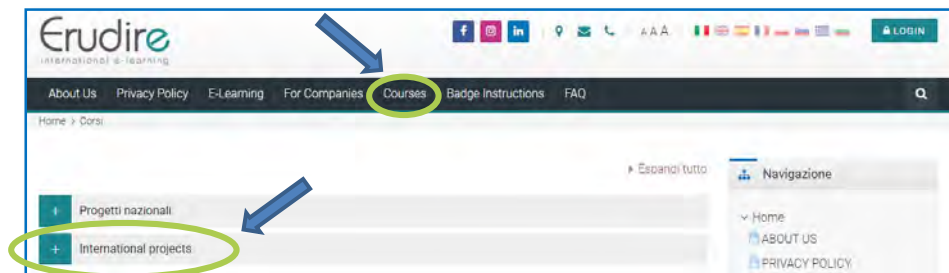 Erudire
international e-learning
f in A A A LOGIN
About Us Privacy Policy E-Learning For Companies Courses Badge Instructions FAQ
Home > Corsi
Espandi tutto
Navigazione
+ Progetti nazionali
Home
+ International projects
ABOUT US
PRIVACY POLICY